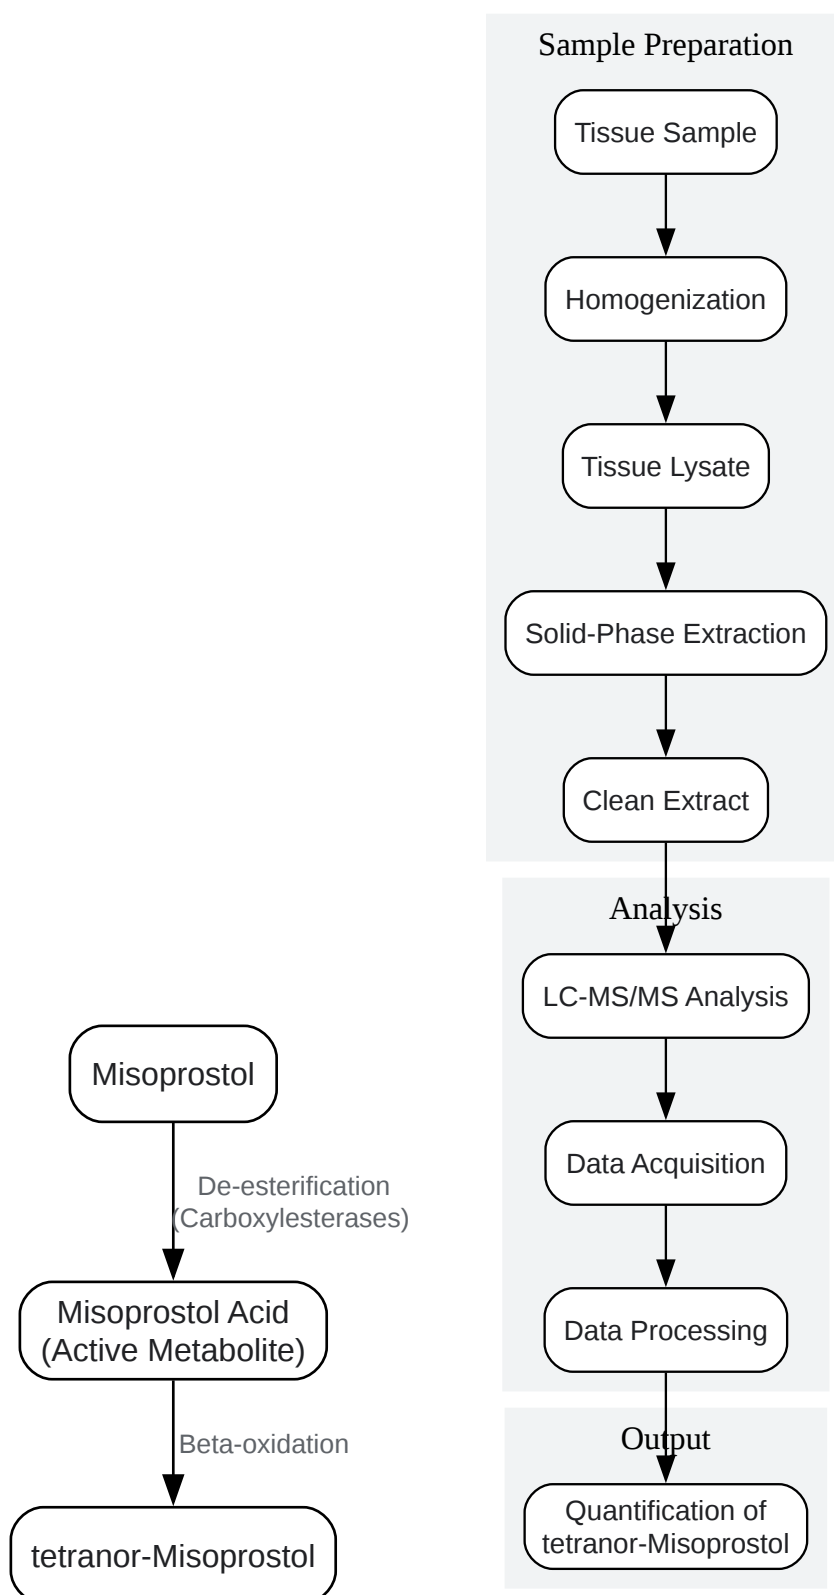 Sample Preparation
Tissue Sample
Homogenization
Tissue Lysate
Solid-Phase Extraction
Clean Extract
Analysis
LC-MS/MS Analysis
Data Acquisition
Data Processing
Output
Quantification of
tetranor-Misoprostol
Misoprostol
De-esterification
(Carboxylesterases)
Misoprostol Acid
(Active Metabolite)
Beta-oxidation
tetranor-Misoprostol